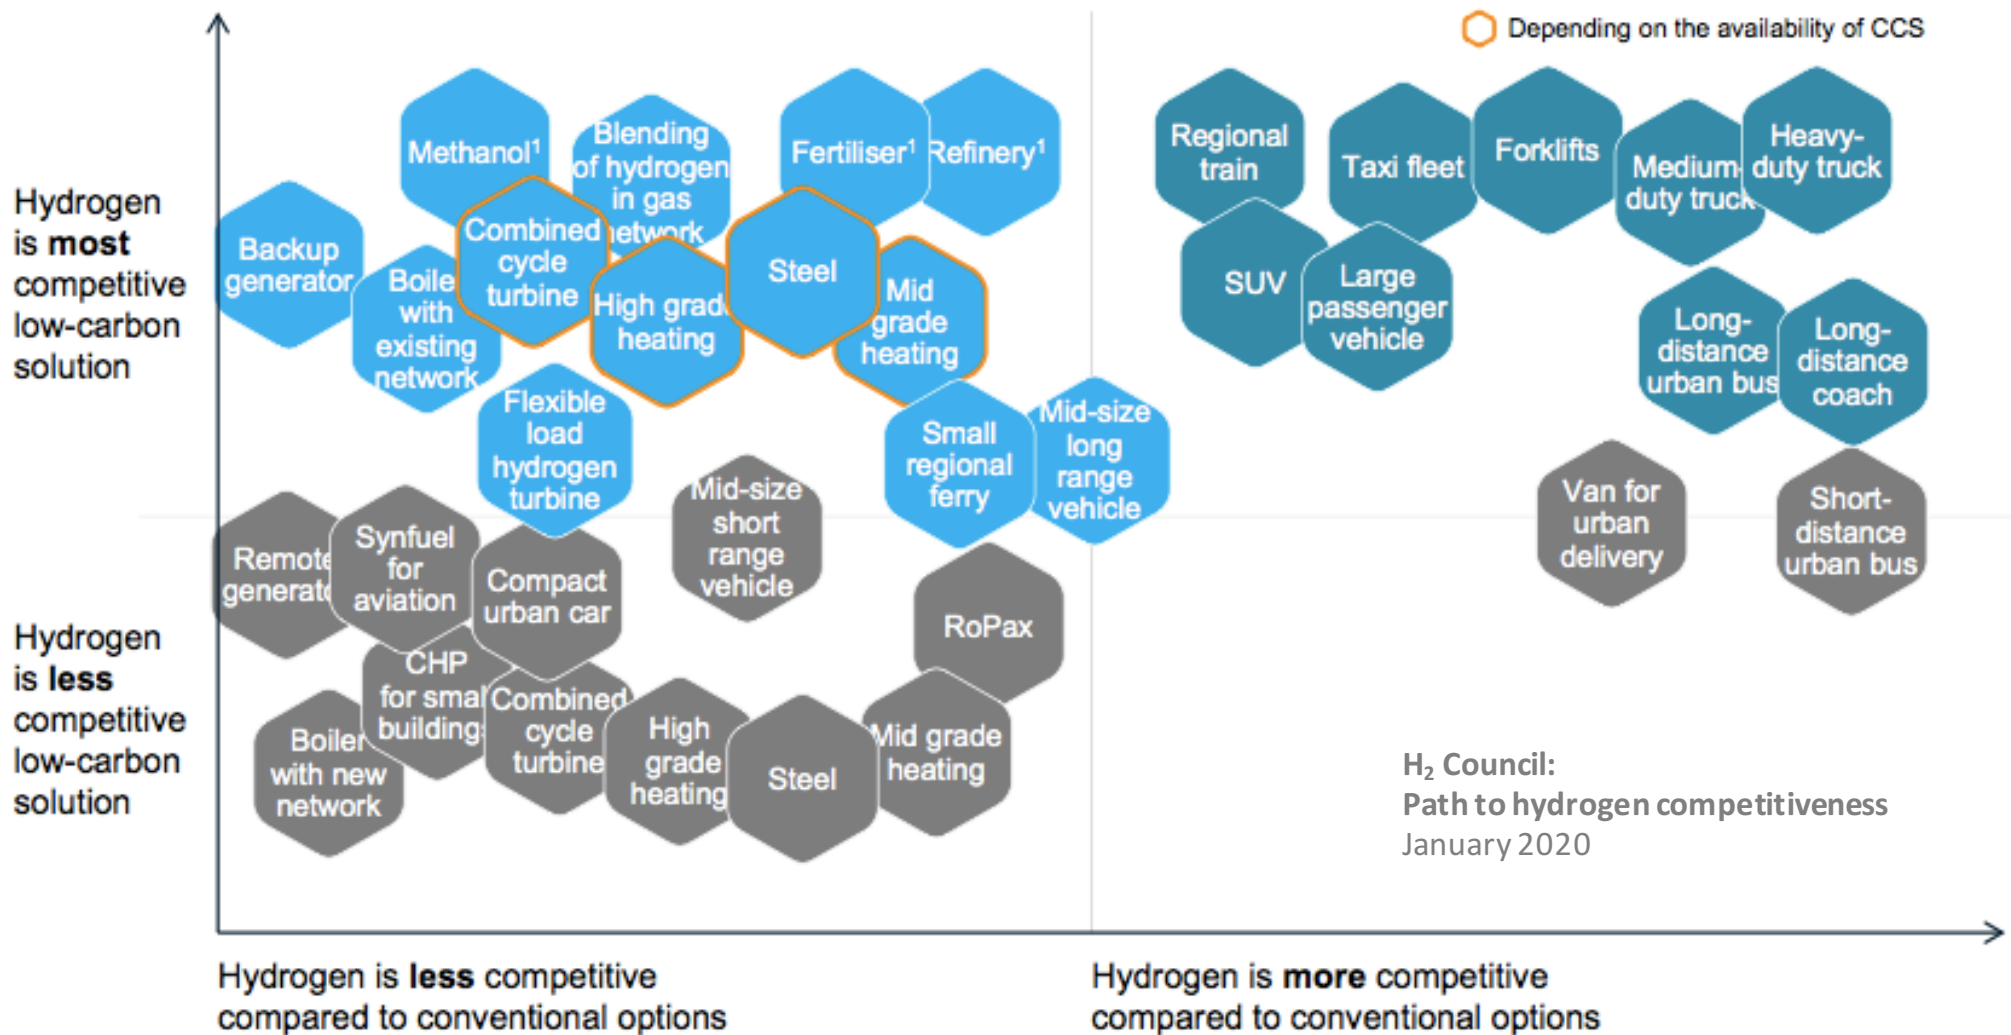 Depending on the availability of CCS
Hydrogen
is most
competitive
low-carbon
solution
Methanol¹
Blending
of hydrogen
in gas
network
Fertiliser¹
Refinery¹
Backup
generator
Boile
with
existing
network
Combined
cycle
turbine
High grad
heating
Steel
Mid
grade
heating
Flexible
load
hydrogen
turbine
Small
regional
ferry
Mid-size
long
range
vehicle
Regional
train
Taxi fleet
Forklifts
Medium-
duty truck
Heavy-
duty truck
SUV
Large
passenger
vehicle
Long-
distance
urban bus
Long-
distance
coach
Hydrogen
is less
competitive
low-carbon
solution
Remote
generato
Synfuel
for
aviation
Compact
urban car
Mid-size
short
range
vehicle
RoPax
Van for
urban
delivery
Short-
distance
urban bus
Boiler
with new
network
CHP
for smal
building
Combined
cycle
turbine
High
grade
heating
Steel
Mid grade
heating
H₂ Council:
Path to hydrogen competitiveness
January 2020
Hydrogen is less competitive
compared to conventional options
Hydrogen is more competitive
compared to conventional options